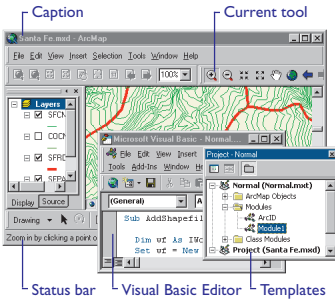 Caption
Current tool
Santa Fe.mxd - ArcMap
File Edit View Insert Selection Tools Window Help
100%
Layers
SFCN
COCN
SFRD
SFPA
Microsoft Visual Basic - Normal...
File Edit View Insert
Tools Add-Ins Window Help
Project - Normal
Normal (Normal.mxt)
ArcMap Objects
Modules
ArcID
Module1
Class Modules
Project (Santa Fe.mxd)
(General)
A
Sub AddShapefil
Dim wf As IWo
Set wf = New
Display Source
Drawing
Zoom in by clicking a point o
Status bar
Visual Basic Editor
Templates